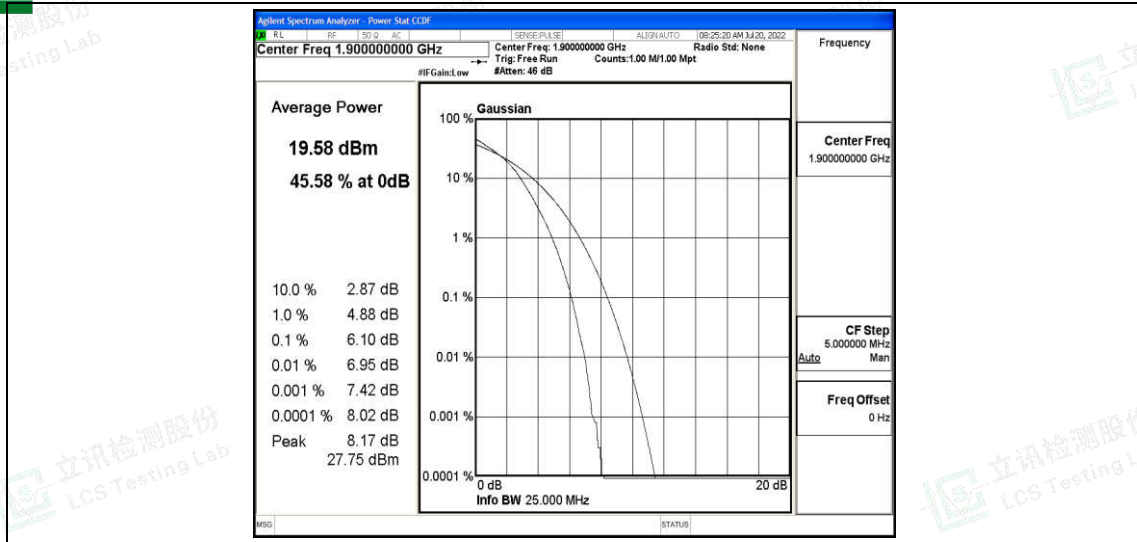 Agilent Spectrum Analyzer - Power Stat CCDF
LXI RL RF 50 Ω AC SENSE:PULSE ALIGN AUTO 08:25:20 AM Jul 20, 2022
Center Freq 1.900000000 GHz
Center Freq: 1.900000000 GHz Radio Std: None
Trig: Free Run Counts:1.00 M/1.00 Mpt
#IFGain:Low #Atten: 46 dB
Frequency
Average Power
19.58 dBm
45.58 % at 0dB
10.0 % 2.87 dB
1.0 % 4.88 dB
0.1 % 6.10 dB
0.01 % 6.95 dB
0.001 % 7.42 dB
0.0001 % 8.02 dB
Peak 8.17 dB
27.75 dBm
Gaussian
100 %
10 %
1 %
0.1 %
0.01 %
0.001 %
0.0001 %
0 dB 20 dB
Info BW 25.000 MHz
Center Freq
1.900000000 GHz
CF Step
5.000000 MHz
Auto Man
Freq Offset
0 Hz
MSG STATUS
立讯检测股份
LCS Testing Lab